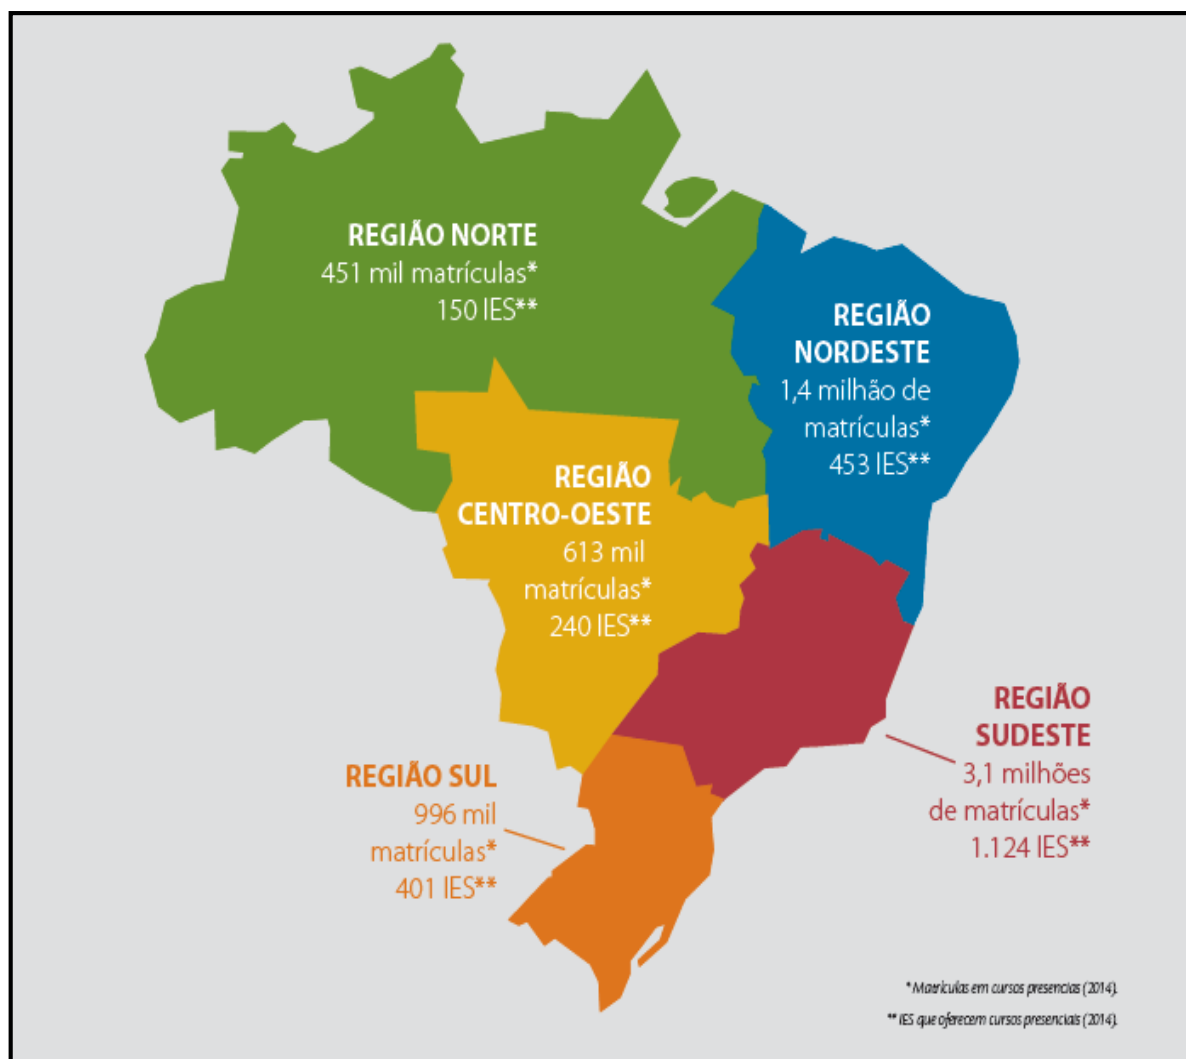 REGIÃO NORTE
451 mil matrículas*
150 IES**
REGIÃO
NORDESTE
1,4 milhão de
matrículas*
453 IES**
REGIÃO
CENTRO-OESTE
613 mil
matrículas*
240 IES**
REGIÃO
SUDESTE
3,1 milhões
de matrículas*
1.124 IES**
REGIÃO SUL
996 mil
matrículas*
401 IES**
* Matrículas em cursos presencias (2014).
** IES que oferecem cursos presenciais (2014).